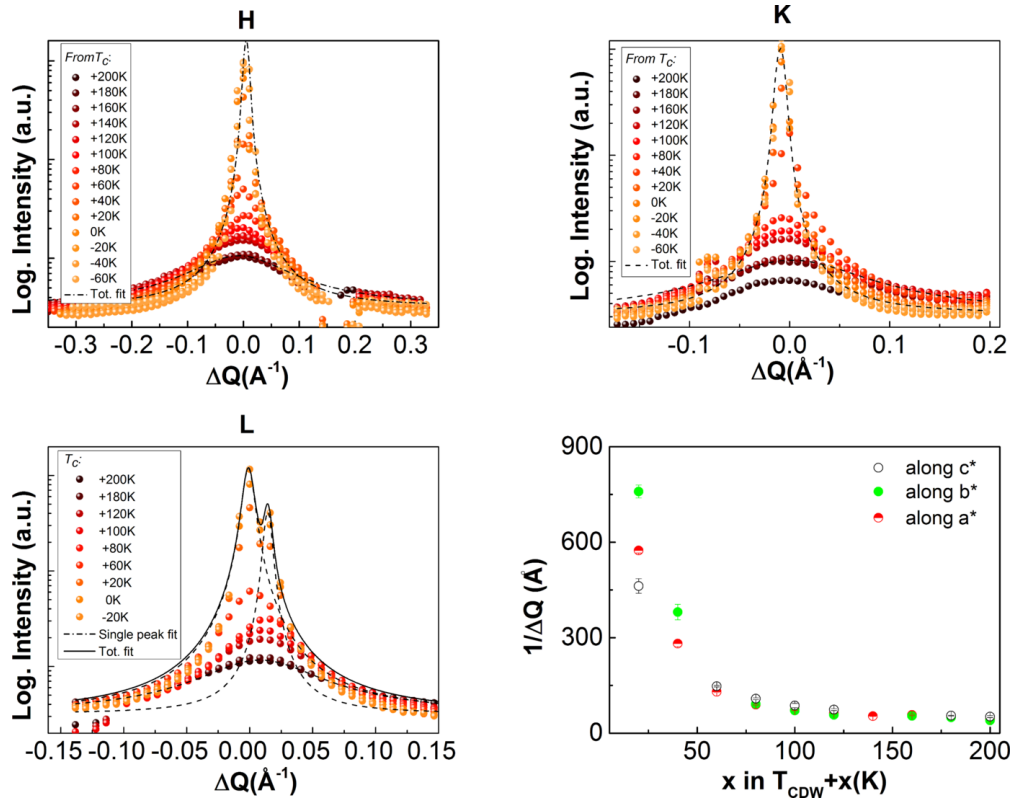 H
Log. Intensity (a.u.)
FromT_C:
+200K
+180K
+160K
+140K
+120K
+100K
+80K
+60K
+40K
+20K
0K
-20K
-40K
-60K
Tot. fit
-0.3 -0.2 -0.1 0.0 0.1 0.2 0.3
ΔQ(A⁻¹)
K
Log. Intensity (a.u.)
From T_C:
+200K
+180K
+160K
+120K
+100K
+80K
+40K
+20K
0K
-20K
-40K
-60K
Tot. fit
-0.1 0.0 0.1 0.2
ΔQ(Å⁻¹)
L
Log. Intensity (a.u.)
T_C:
+200K
+180K
+120K
+100K
+80K
+60K
+20K
0K
-20K
Single peak fit
Tot. fit
-0.15 -0.10 -0.05 0.00 0.05 0.10 0.15
ΔQ(Å⁻¹)
1/ΔQ (Å)
900
600
300
0
along c*
along b*
along a*
50 100 150 200
x in T_CDW+x(K)